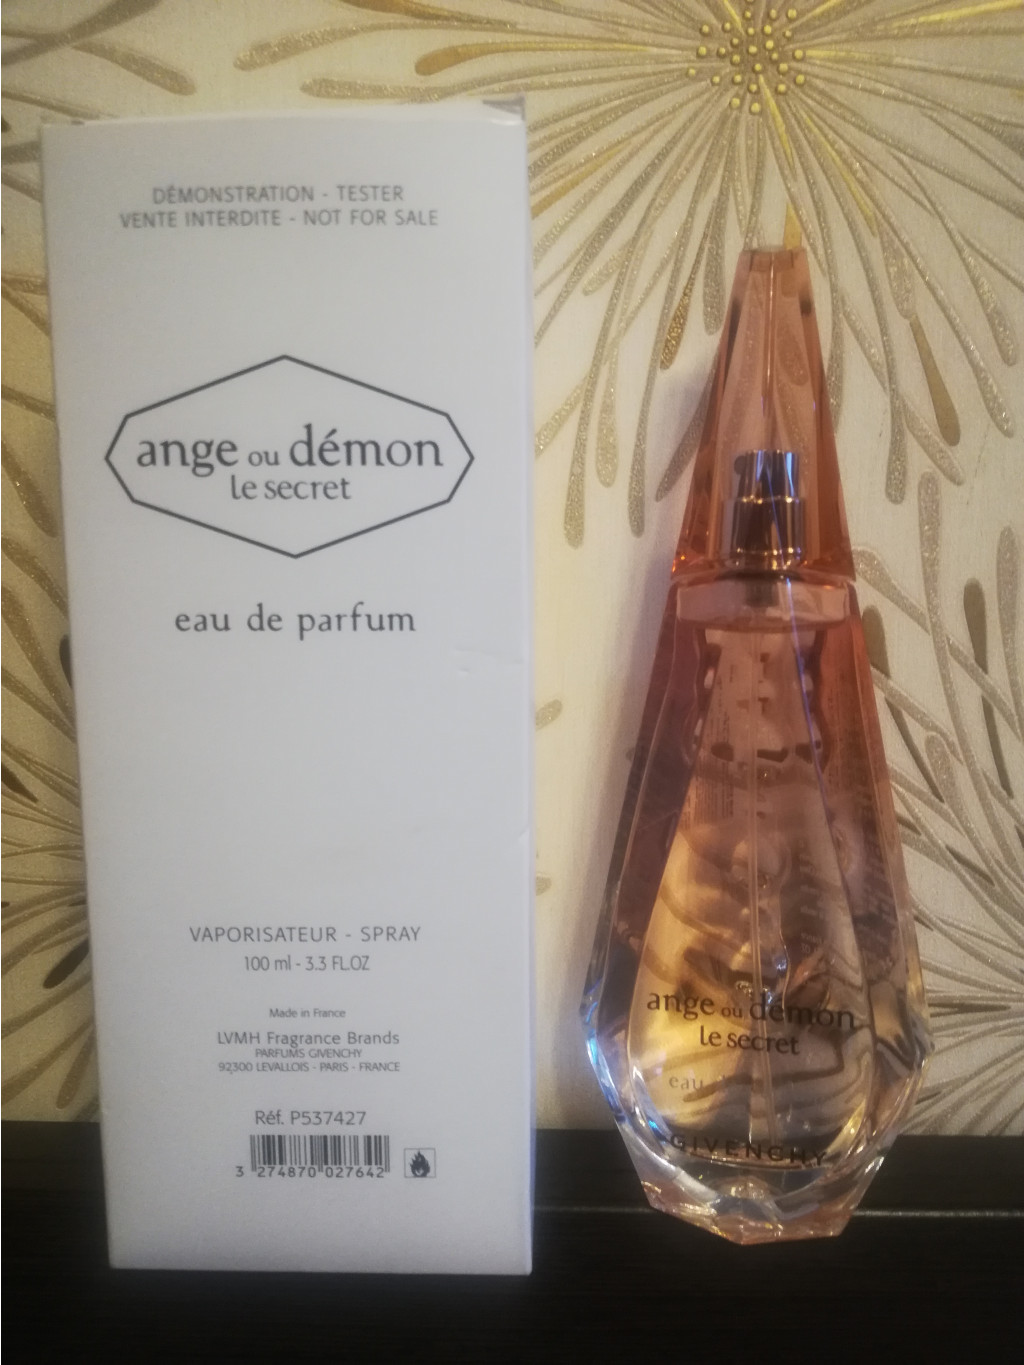 DÉMONSTRATION - TESTER
VENTE INTERDITE - NOT FOR SALE
ange ou démon
le secret
eau de parfum
VAPORISATEUR - SPRAY
100 ml - 3.3 FL.OZ
Made in France
LVMH Fragrance Brands
PARFUMS GIVENCHY
92300 LEVALLOIS - PARIS - FRANCE
Réf. P537427
3 274870 027642
ange ou démon
le secret
eau
GIVENCHY